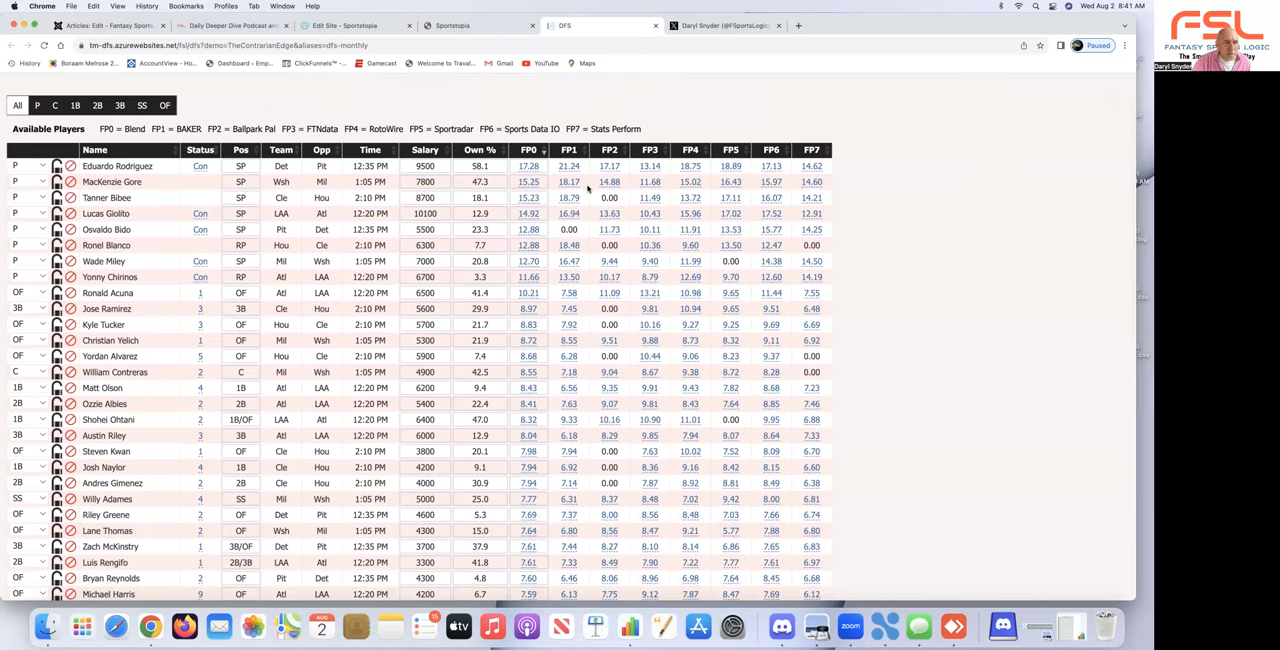 Chrome File Edit View History Bookmarks Profiles Tab Window Help Wed Aug 2 8:41 AM
Articles: Edit - Fantasy Sports Daily Deeper Dive Podcast and Edit Site - Sportstopia Sportstopia DFS Daryl Snyder (@FSportsLogic)
tm-dfs.azurewebsites.net/fsl/dfs?demo=TheContrarianEdge&aliases=dfs-monthly Paused
History Boraam Melrose 2... AccountView - Ho... Dashboard ‹ Emp... ClickFunnels™ -... Gamecast Welcome to Traval... Gmail YouTube Maps
FSL
FANTASY SPORTS LOGIC
Daryl Snyder
All P C 1B 2B 3B SS OF
Available Players FP0 = Blend FP1 = BAKER FP2 = Ballpark Pal FP3 = FTNdata FP4 = RotoWire FP5 = Sportradar FP6 = Sports Data IO FP7 = Stats Perform
Name Status Pos Team Opp Time Salary Own % FP0 FP1 FP2 FP3 FP4 FP5 FP6 FP7
P Eduardo Rodriguez Con SP Det Pit 12:35 PM 9500 58.1 17.28 21.24 17.17 13.14 18.75 18.89 17.13 14.62
P MacKenzie Gore SP Wsh Mil 1:05 PM 7800 47.3 15.25 18.17 14.88 11.68 15.02 16.43 15.97 14.60
P Tanner Bibee SP Cle Hou 2:10 PM 8700 18.1 15.23 18.79 0.00 11.49 13.72 17.11 16.07 14.21
P Lucas Giolito Con SP LAA Atl 12:20 PM 10100 12.9 14.92 16.94 13.63 10.43 15.96 17.02 17.52 12.91
P Osvaldo Bido Con SP Pit Det 12:35 PM 5500 23.3 12.88 0.00 11.73 10.11 11.91 13.53 15.77 14.25
P Ronel Blanco RP Hou Cle 2:10 PM 6300 7.7 12.88 18.48 0.00 10.36 9.60 13.50 12.47 0.00
P Wade Miley Con SP Mil Wsh 1:05 PM 7000 20.8 12.70 16.47 9.44 9.40 11.99 0.00 14.38 14.50
P Yonny Chirinos Con RP Atl LAA 12:20 PM 6700 3.3 11.66 13.50 10.17 8.79 12.69 9.70 12.60 14.19
OF Ronald Acuna 1 OF Atl LAA 12:20 PM 6500 41.4 10.21 7.58 11.09 13.21 10.98 9.65 11.44 7.55
3B Jose Ramirez 3 3B Cle Hou 2:10 PM 5600 29.9 8.97 7.45 0.00 9.81 10.94 9.65 9.51 6.48
OF Kyle Tucker 3 OF Hou Cle 2:10 PM 5700 21.7 8.83 7.92 0.00 10.16 9.27 9.25 9.69 6.69
OF Christian Yelich 1 OF Mil Wsh 1:05 PM 5300 21.9 8.72 8.55 9.51 9.88 8.73 8.32 9.11 6.92
OF Yordan Alvarez 5 OF Hou Cle 2:10 PM 5900 7.4 8.68 6.28 0.00 10.44 9.06 8.23 9.37 0.00
C William Contreras 2 C Mil Wsh 1:05 PM 4900 42.5 8.55 7.18 9.04 8.67 9.38 8.72 8.28 0.00
1B Matt Olson 4 1B Atl LAA 12:20 PM 6200 9.4 8.43 6.56 9.35 9.91 9.43 7.82 8.68 7.23
2B Ozzie Albies 2 2B Atl LAA 12:20 PM 5400 22.4 8.41 7.63 9.07 9.81 8.43 7.64 8.85 7.46
1B Shohei Ohtani 2 1B/OF LAA Atl 12:20 PM 6400 47.0 8.32 9.33 10.16 10.90 11.01 0.00 9.95 6.88
3B Austin Riley 3 3B Atl LAA 12:20 PM 6000 12.9 8.04 6.18 8.29 9.85 7.94 8.07 8.64 7.33
OF Steven Kwan 1 OF Cle Hou 2:10 PM 3800 20.1 7.98 7.94 0.00 7.63 10.02 7.52 8.09 6.70
1B Josh Naylor 4 1B Cle Hou 2:10 PM 4200 9.1 7.94 6.92 0.00 8.36 9.16 8.42 8.15 6.60
2B Andres Gimenez 2 2B Cle Hou 2:10 PM 4000 30.9 7.94 7.14 0.00 7.87 8.92 8.81 8.49 6.38
SS Willy Adames 4 SS Mil Wsh 1:05 PM 5000 25.0 7.77 6.31 8.37 8.48 7.02 9.42 8.00 6.81
OF Riley Greene 2 OF Det Pit 12:35 PM 4600 5.3 7.69 7.37 8.00 8.56 8.48 7.03 7.66 6.74
OF Lane Thomas 2 OF Wsh Mil 1:05 PM 4300 15.0 7.64 6.80 8.56 8.47 9.21 5.77 7.88 6.80
3B Zach McKinstry 1 3B/OF Det Pit 12:35 PM 3700 37.9 7.61 7.44 8.27 8.10 8.14 6.86 7.65 6.83
2B Luis Rengifo 1 2B/3B LAA Atl 12:20 PM 3300 41.8 7.61 7.33 8.49 7.90 7.22 7.77 7.61 6.97
OF Bryan Reynolds 2 OF Pit Det 12:35 PM 4300 4.8 7.60 6.46 8.06 8.96 6.98 7.64 8.45 6.68
OF Michael Harris 9 OF Atl LAA 12:20 PM 4200 6.7 7.59 6.13 7.75 9.12 7.87 8.47 7.69 6.12
AUG
2
tv
15
zoom